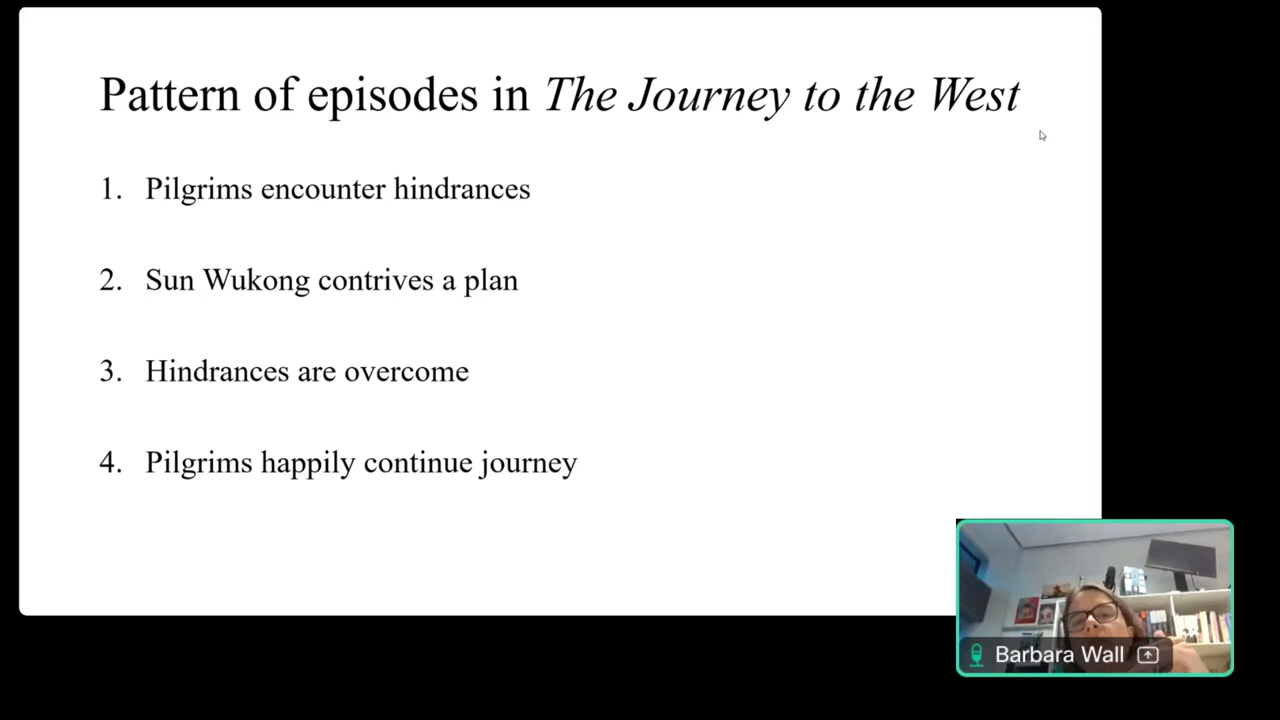 Pattern of episodes in The Journey to the West
1. Pilgrims encounter hindrances
2. Sun Wukong contrives a plan
3. Hindrances are overcome
4. Pilgrims happily continue journey
Barbara Wall